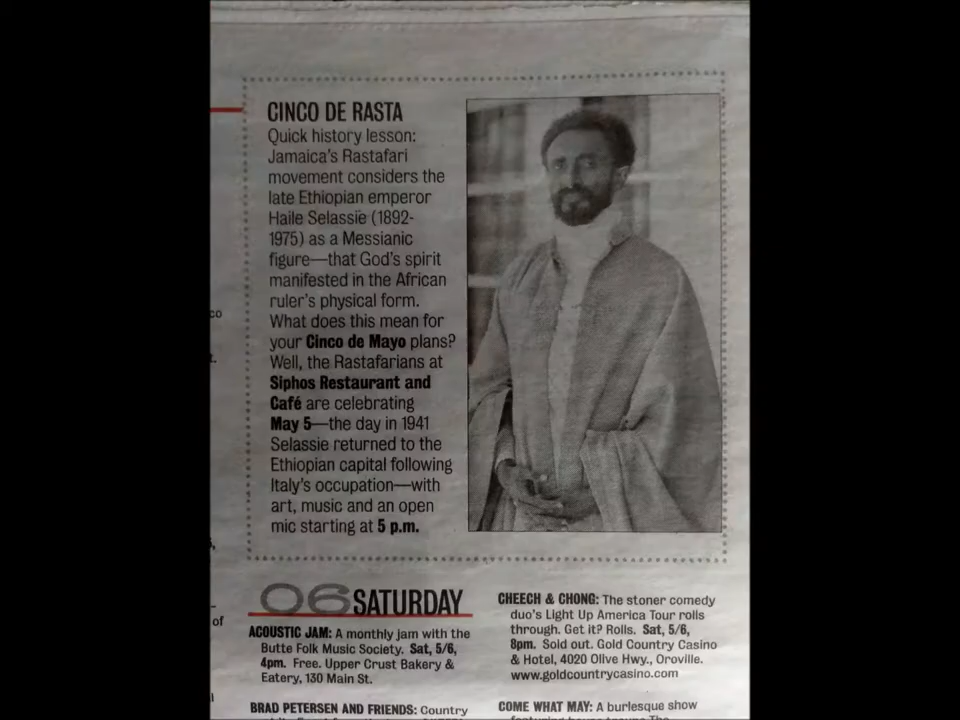 CINCO DE RASTA
Quick history lesson:
Jamaica's Rastafari
movement considers the
late Ethiopian emperor
Haile Selassie (1892-
1975) as a Messianic
figure—that God's spirit
manifested in the African
ruler's physical form.
What does this mean for
your Cinco de Mayo plans?
Well, the Rastafarians at
Siphos Restaurant and
Café are celebrating
May 5—the day in 1941
Selassie returned to the
Ethiopian capital following
Italy's occupation—with
art, music and an open
mic starting at 5 p.m.
of
06 SATURDAY
ACOUSTIC JAM: A monthly jam with the
Butte Folk Music Society. Sat, 5/6,
4pm. Free. Upper Crust Bakery &
Eatery, 130 Main St.
BRAD PETERSEN AND FRIENDS: Country
CHEECH & CHONG: The stoner comedy
duo's Light Up America Tour rolls
through. Get it? Rolls. Sat, 5/6,
8pm. Sold out. Gold Country Casino
& Hotel, 4020 Olive Hwy., Oroville.
www.goldcountrycasino.com
COME WHAT MAY: A burlesque show